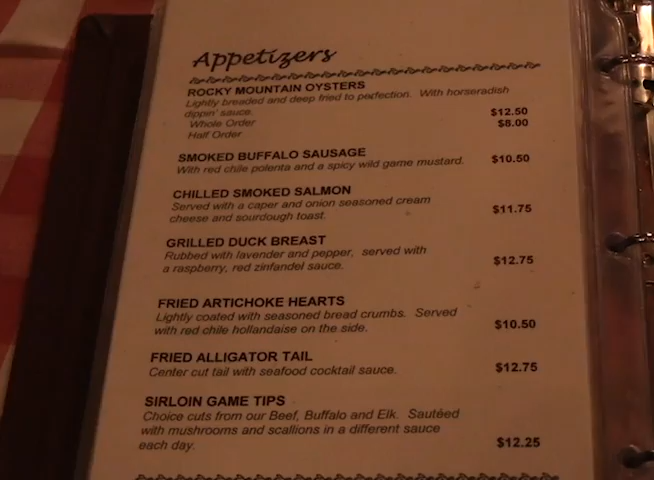 Appetizers
ROCKY MOUNTAIN OYSTERS
Lightly breaded and deep fried to perfection. With horseradish
dippin' sauce.
Whole Order $12.50
Half Order $8.00
SMOKED BUFFALO SAUSAGE
With red chile polenta and a spicy wild game mustard. $10.50
CHILLED SMOKED SALMON
Served with a caper and onion seasoned cream
cheese and sourdough toast. $11.75
GRILLED DUCK BREAST
Rubbed with lavender and pepper, served with
a raspberry, red zinfandel sauce. $12.75
FRIED ARTICHOKE HEARTS
Lightly coated with seasoned bread crumbs. Served
with red chile hollandaise on the side. $10.50
FRIED ALLIGATOR TAIL
Center cut tail with seafood cocktail sauce. $12.75
SIRLOIN GAME TIPS
Choice cuts from our Beef, Buffalo and Elk. Sautéed
with mushrooms and scallions in a different sauce
each day. $12.25